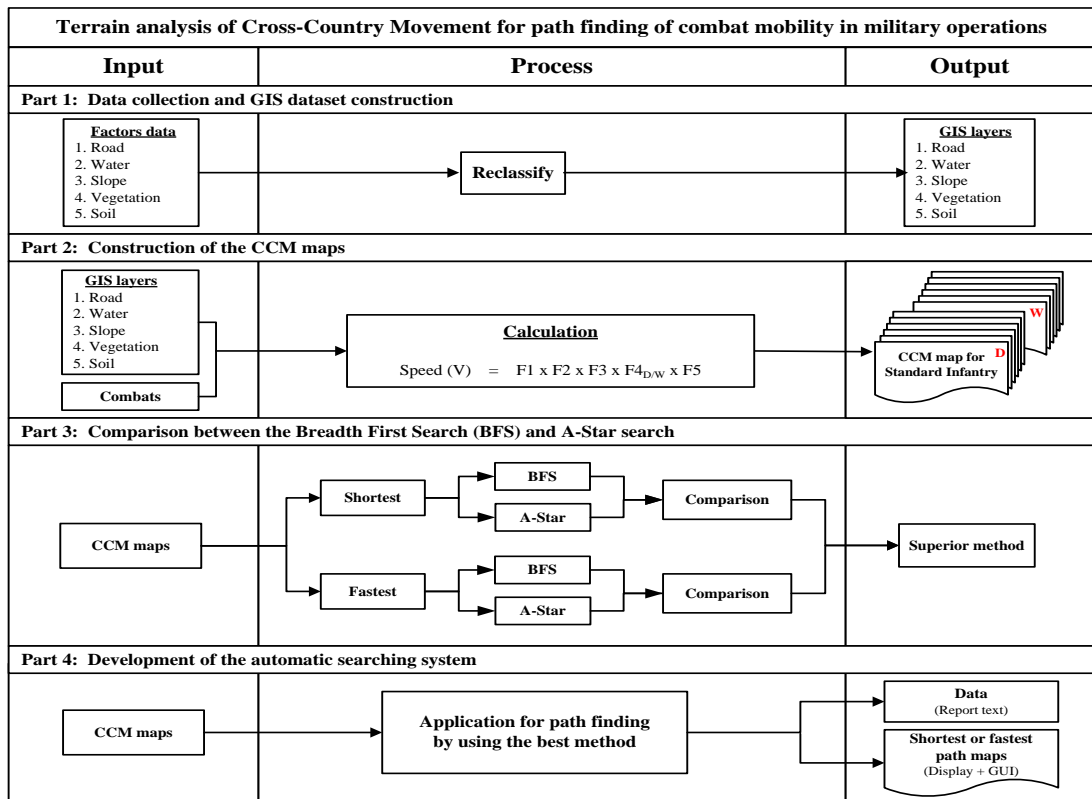 Terrain analysis of Cross-Country Movement for path finding of combat mobility in military operations
Input
Process
Output
Part 1: Data collection and GIS dataset construction
Factors data
1. Road
2. Water
3. Slope
4. Vegetation
5. Soil
Reclassify
GIS layers
1. Road
2. Water
3. Slope
4. Vegetation
5. Soil
Part 2: Construction of the CCM maps
GIS layers
1. Road
2. Water
3. Slope
4. Vegetation
5. Soil
Combats
Calculation
Speed (V) = F1 x F2 x F3 x F4D/W x F5
W
D
CCM map for
Standard Infantry
Part 3: Comparison between the Breadth First Search (BFS) and A-Star search
CCM maps
Shortest
BFS
A-Star
Comparison
Fastest
BFS
A-Star
Comparison
Superior method
Part 4: Development of the automatic searching system
CCM maps
Application for path finding
by using the best method
Data
(Report text)
Shortest or fastest
path maps
(Display + GUI)